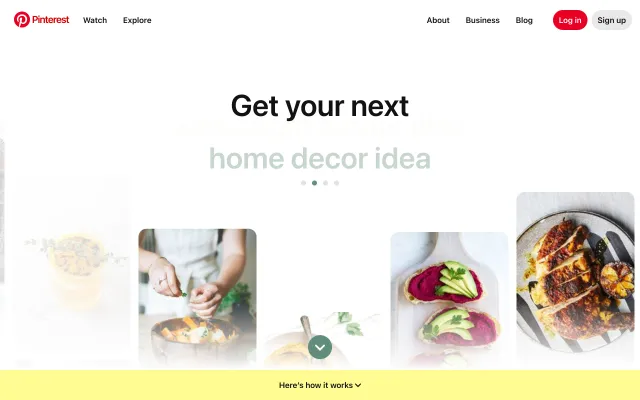 Pinterest
Watch
Explore
About
Business
Blog
Log in
Sign up
Get your next
home decor idea
Here's how it works